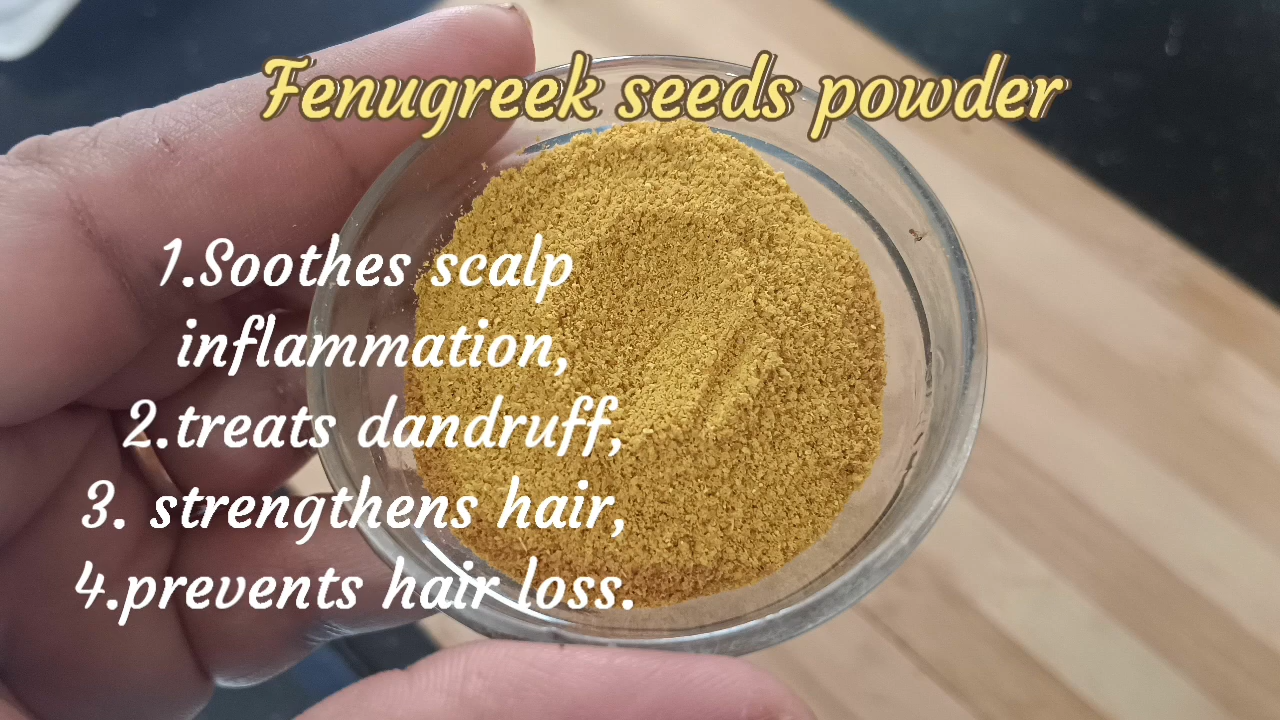 Fenugreek seeds powder
1.Soothes scalp
inflammation,
2.treats dandruff,
3. strengthens hair,
4.prevents hair loss.